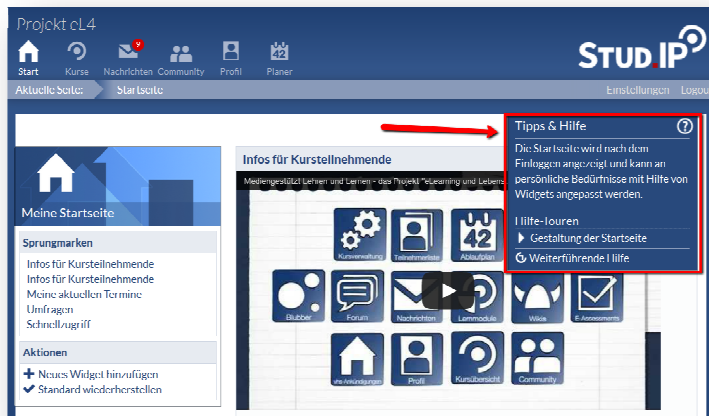 Projekt eL4
9
42
Start Kurse Nachrichten Community Profil Planer
STUD.IP
Aktuelle Seite: Startseite Einstellungen Logou
Tipps & Hilfe ?
Die Startseite wird nach dem
Einloggen angezeigt und kann an
persönliche Bedürfnisse mit Hilfe von
Widgets angepasst werden.
Hilfe-Touren
Gestaltung der Startseite
Weiterführende Hilfe
Meine Startseite
Sprungmarken
Infos für Kursteilnehmende
Infos für Kursteilnehmende
Meine aktuellen Termine
Umfragen
Schnellzugriff
Aktionen
Neues Widget hinzufügen
Standard wiederherstellen
Infos für Kursteilnehmende
Mediengestützt Lehren und Lernen - das Projekt "eLearning und Lebens
42
Kursverwaltung Teilnehmerliste Ablaufplan
Blubber Forum Nachrichten Lernmodule Wikis E-Assessments
Ankündigungen Profil Kursübersicht Community